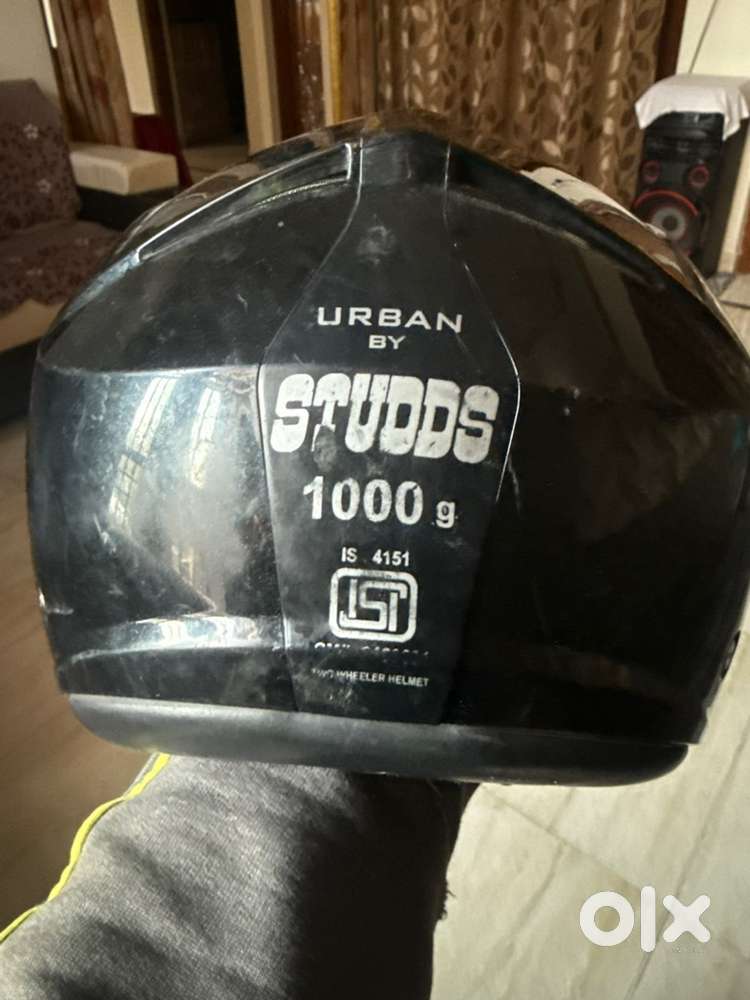 URBAN
BY
STUDDS
1000 g
IS 4151
ISI
TWO WHEELER HELMET
olx